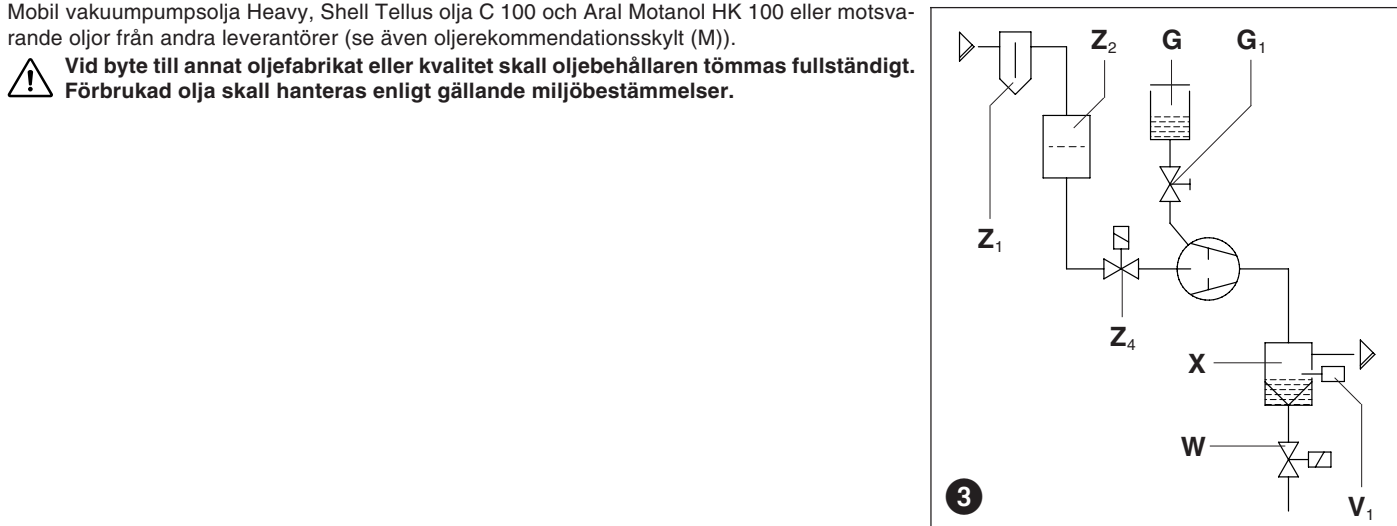 Mobil vakuumpumpsolja Heavy, Shell Tellus olja C 100 och Aral Motanol HK 100 eller motsva-
rande oljor från andra leverantörer (se även oljerekommendationsskylt (M)).
Vid byte till annat oljefabrikat eller kvalitet skall oljebehållaren tömmas fullständigt.
Förbrukad olja skall hanteras enligt gällande miljöbestämmelser.
Z₂ G G₁
Z₁
Z₄
X
W
3
V₁